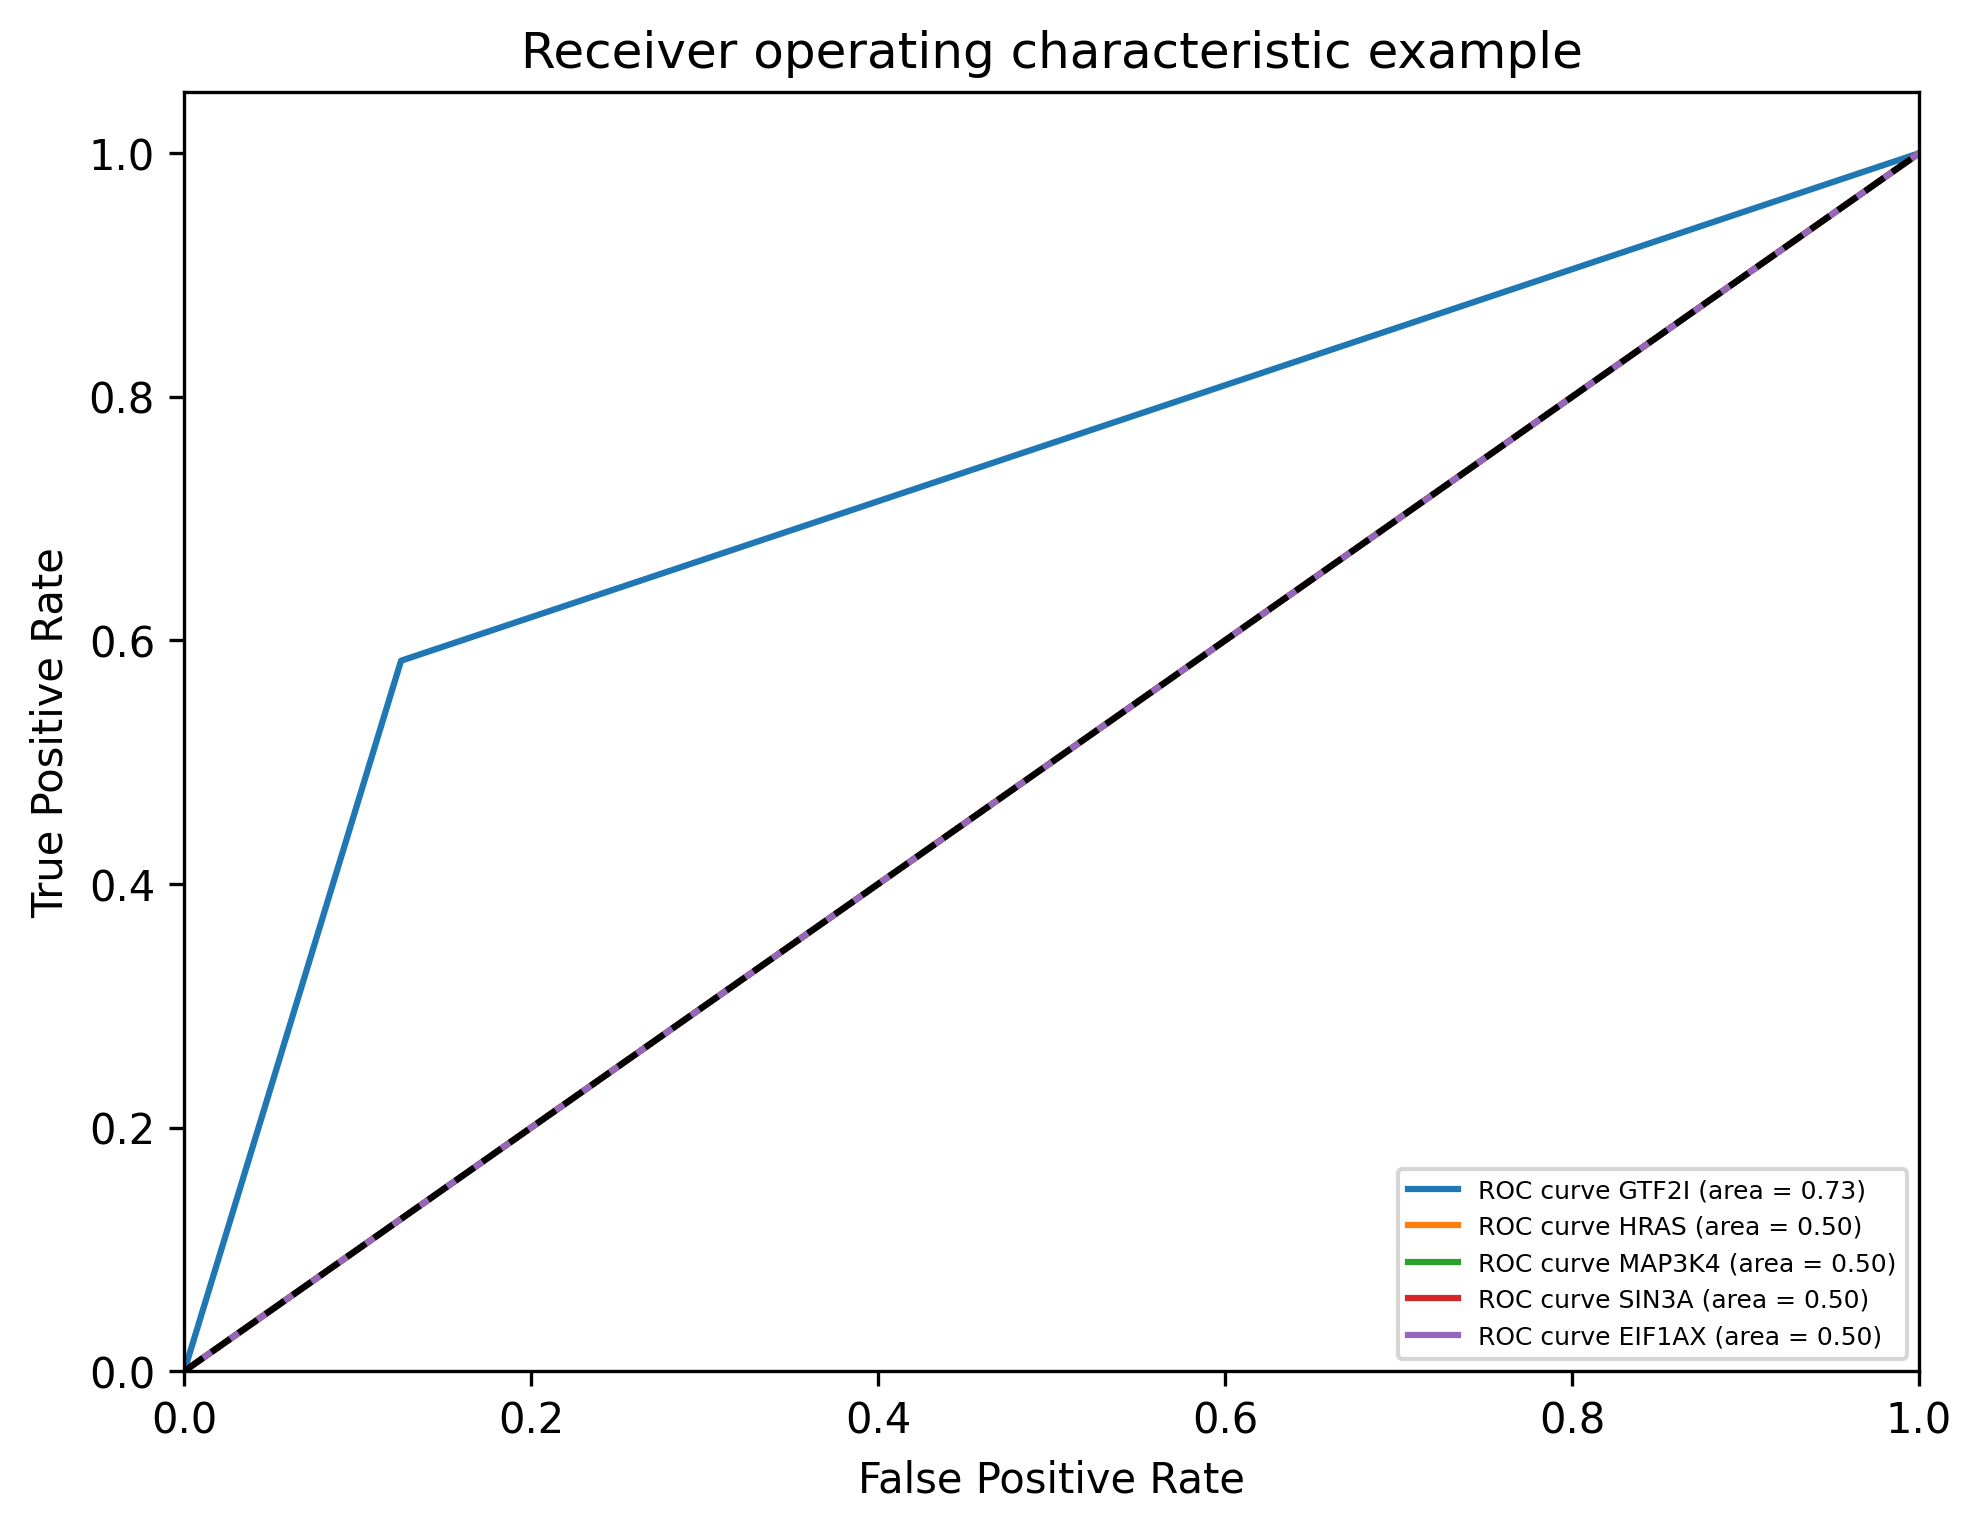 Receiver operating characteristic example
1.0
0.8
0.6
0.4
0.2
0.0
True Positive Rate
ROC curve GTF2I (area = 0.73)
ROC curve HRAS (area = 0.50)
ROC curve MAP3K4 (area = 0.50)
ROC curve SIN3A (area = 0.50)
ROC curve EIF1AX (area = 0.50)
0.0 0.2 0.4 0.6 0.8 1.0
False Positive Rate